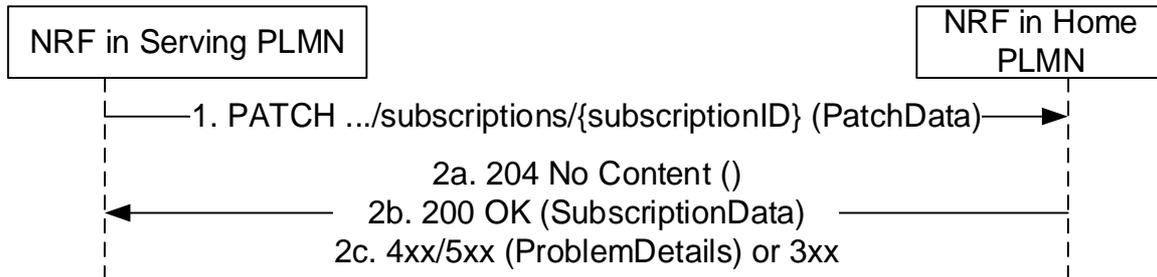 NRF in Serving PLMN
NRF in Home
PLMN
1. PATCH .../subscriptions/{subscriptionID} (PatchData)
2a. 204 No Content ()
2b. 200 OK (SubscriptionData)
2c. 4xx/5xx (ProblemDetails) or 3xx